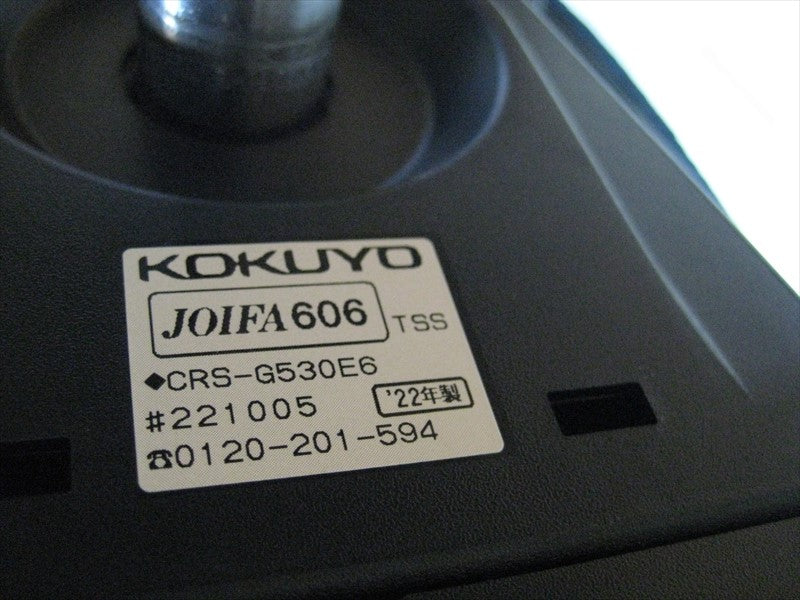 KOKUYO
JOIFA606 TSS
◆CRS-G530E6
#221005 '22年製
☎0120-201-594